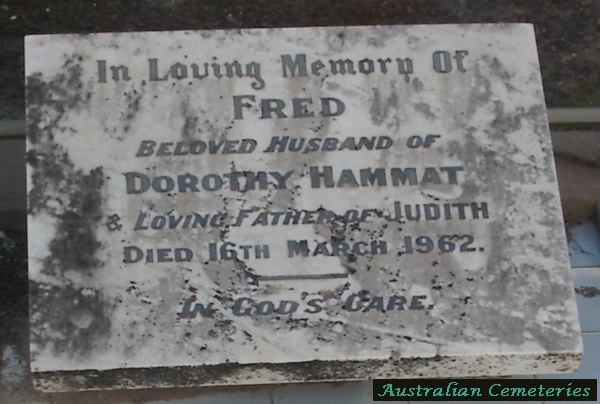 In Loving Memory Of
FRED
BELOVED HUSBAND OF
DOROTHY HAMMAT
& LOVING FATHER OF JUDITH
DIED 16TH MARCH 1962.
IN GOD'S CARE.
Australian Cemeteries